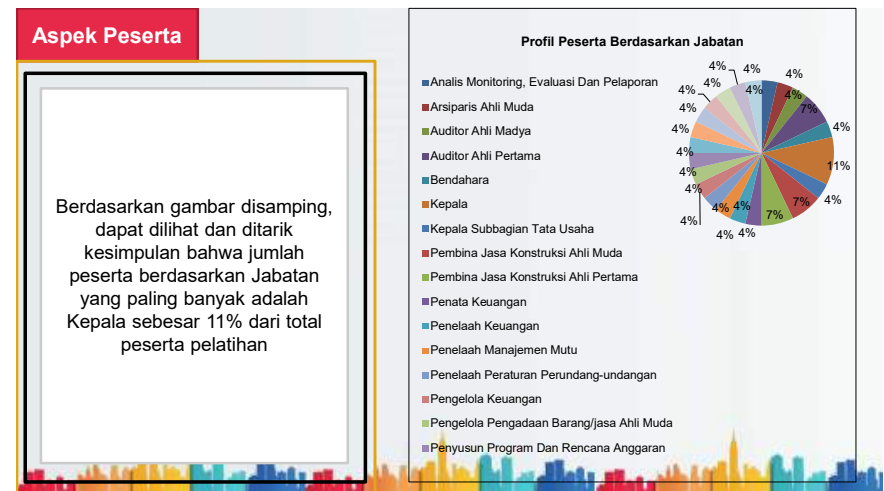 Aspek Peserta
Berdasarkan gambar disamping,
dapat dilihat dan ditarik
kesimpulan bahwa jumlah
peserta berdasarkan Jabatan
yang paling banyak adalah
Kepala sebesar 11% dari total
peserta pelatihan
Profil Peserta Berdasarkan Jabatan
Analis Monitoring, Evaluasi Dan Pelaporan
Arsiparis Ahli Muda
Auditor Ahli Madya
Auditor Ahli Pertama
Bendahara
Kepala
Kepala Subbagian Tata Usaha
Pembina Jasa Konstruksi Ahli Muda
Pembina Jasa Konstruksi Ahli Pertama
Penata Keuangan
Penelaah Keuangan
Penelaah Manajemen Mutu
Penelaah Peraturan Perundang-undangan
Pengelola Keuangan
Pengelola Pengadaan Barang/jasa Ahli Muda
Penyusun Program Dan Rencana Anggaran
4%
4%
4%
7%
4%
11%
4%
7%
7%
4%
4%
4%
4%
4%
4%
4%
4%
4%
4%
4%
4%
4%